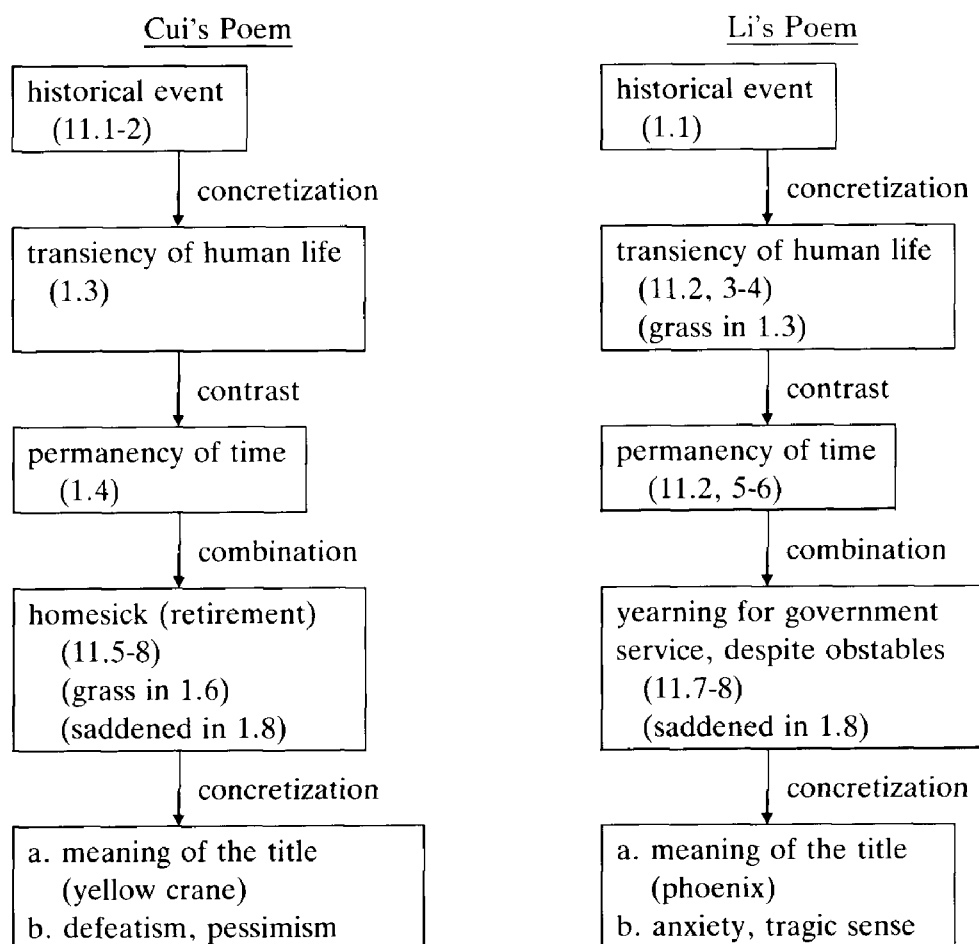 Cui's Poem
historical event
(11.1-2)
concretization
transiency of human life
(1.3)
contrast
permanency of time
(1.4)
combination
homesick (retirement)
(11.5-8)
(grass in 1.6)
(saddened in 1.8)
concretization
a. meaning of the title
(yellow crane)
b. defeatism, pessimism
Li's Poem
historical event
(1.1)
concretization
transiency of human life
(11.2, 3-4)
(grass in 1.3)
contrast
permanency of time
(11.2, 5-6)
combination
yearning for government
service, despite obstables
(11.7-8)
(saddened in 1.8)
concretization
a. meaning of the title
(phoenix)
b. anxiety, tragic sense